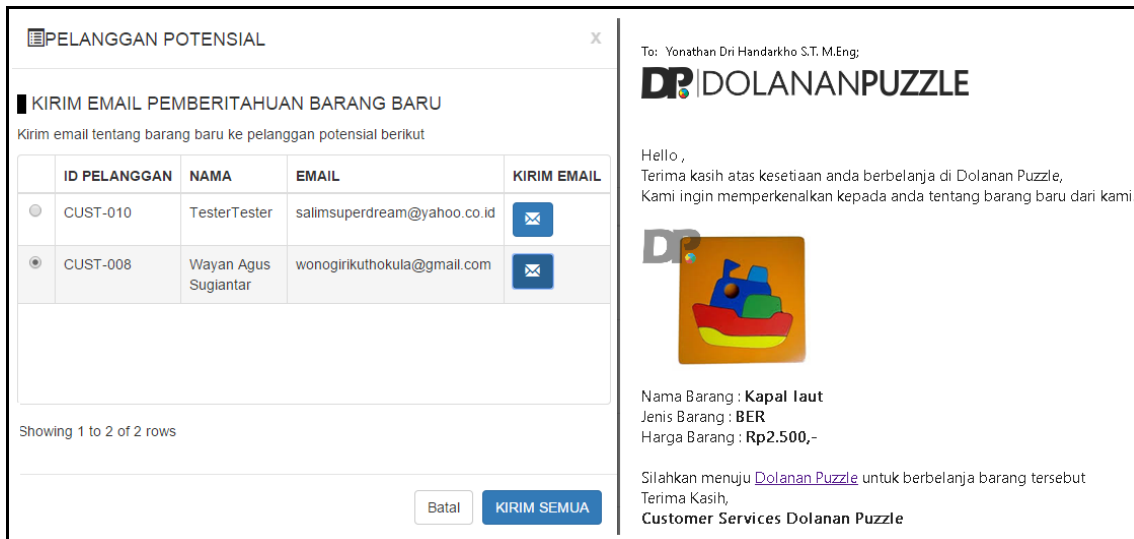 PELANGGAN POTENSIAL
X
KIRIM EMAIL PEMBERITAHUAN BARANG BARU
Kirim email tentang barang baru ke pelanggan potensial berikut
ID PELANGGAN NAMA EMAIL KIRIM EMAIL
CUST-010 TesterTester salimsuperdream@yahoo.co.id
CUST-008 Wayan Agus wonogirikuthokula@gmail.com
Sugiantar
Showing 1 to 2 of 2 rows
Batal KIRIM SEMUA
To: Yonathan Dri Handarkho S.T. M.Eng;
DP DOLANANPUZZLE
Hello ,
Terima kasih atas kesetiaan anda berbelanja di Dolanan Puzzle,
Kami ingin memperkenalkan kepada anda tentang barang baru dari kami
DP
Nama Barang : Kapal laut
Jenis Barang : BER
Harga Barang : Rp2.500,-
Silahkan menuju Dolanan Puzzle untuk berbelanja barang tersebut
Terima Kasih,
Customer Services Dolanan Puzzle